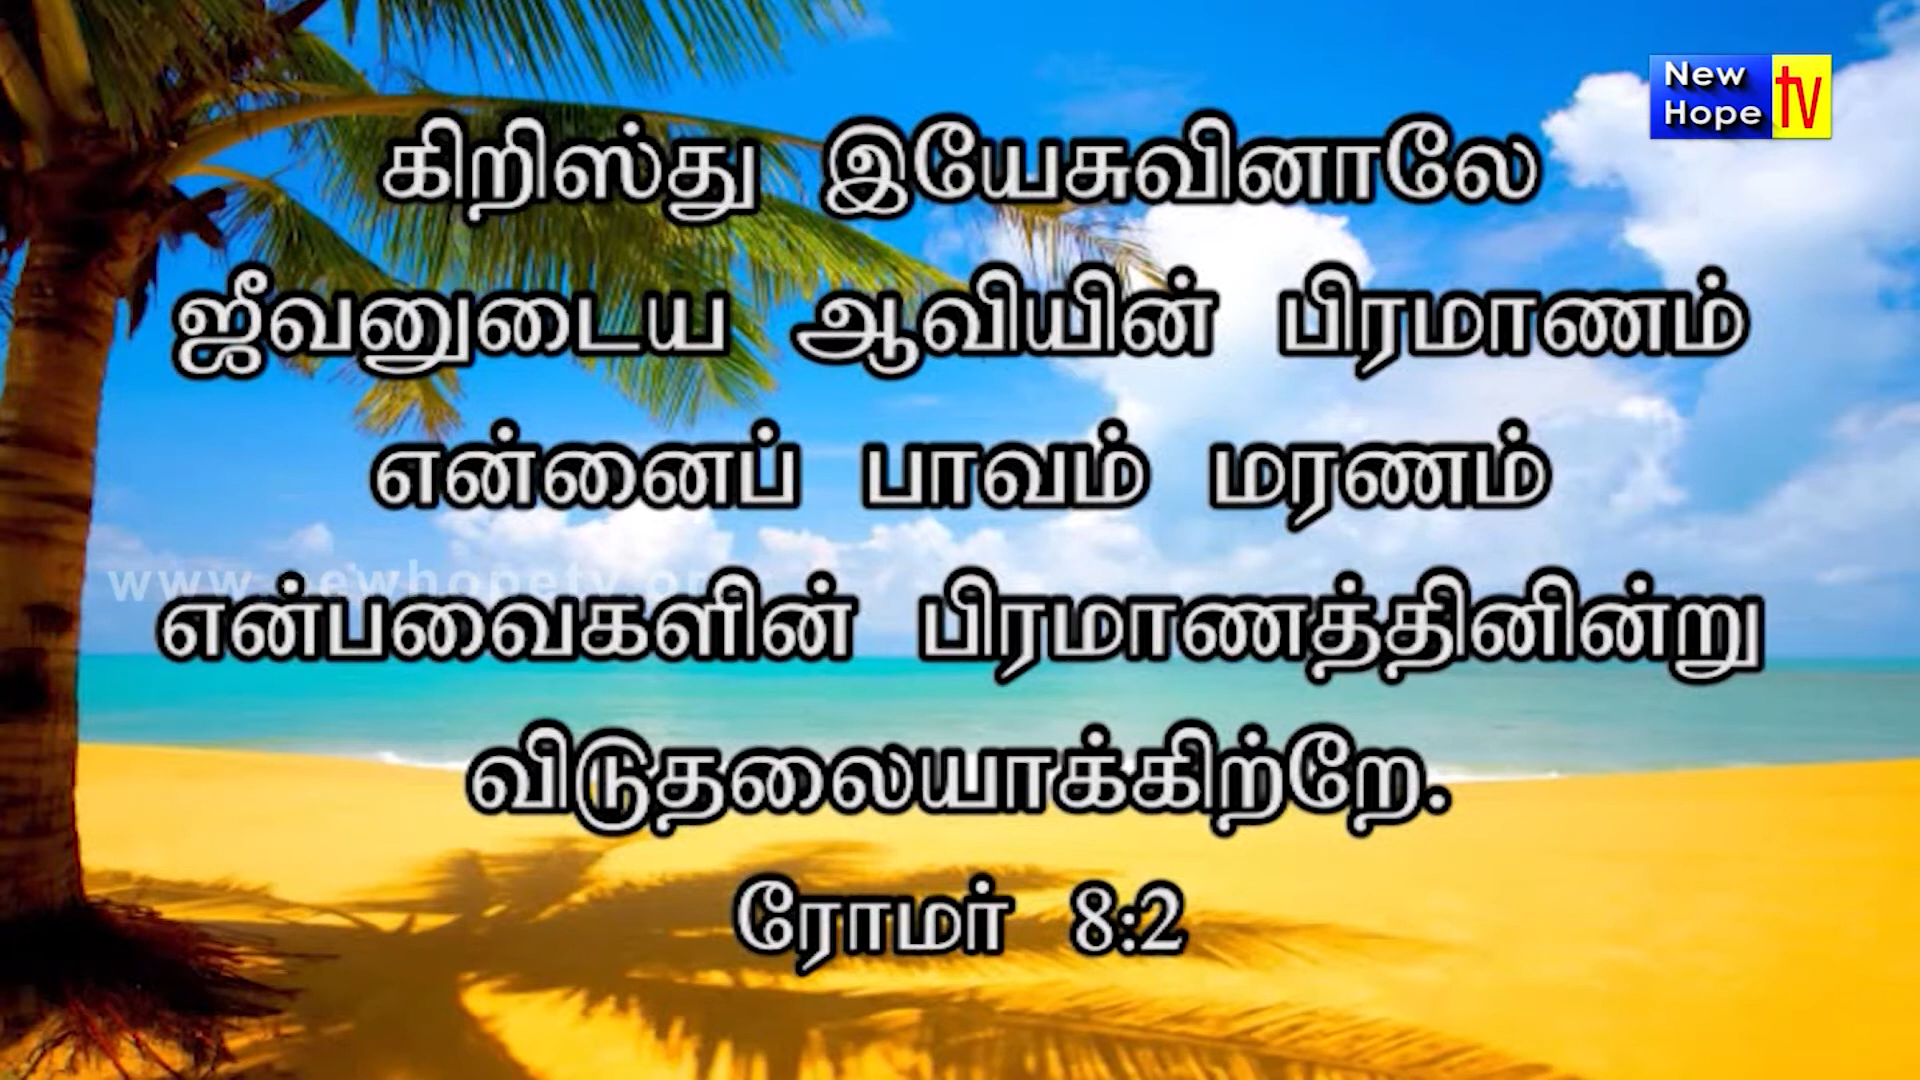 New
Hope tv
கிறிஸ்து இயேசுவினாலே
ஜீவனுடைய ஆவியின் பிரமாணம்
என்னைப் பாவம் மரணம்
என்பவைகளின் பிரமாணத்தினின்று
விடுதலையாக்கிற்றே.
ரோமர் 8:2